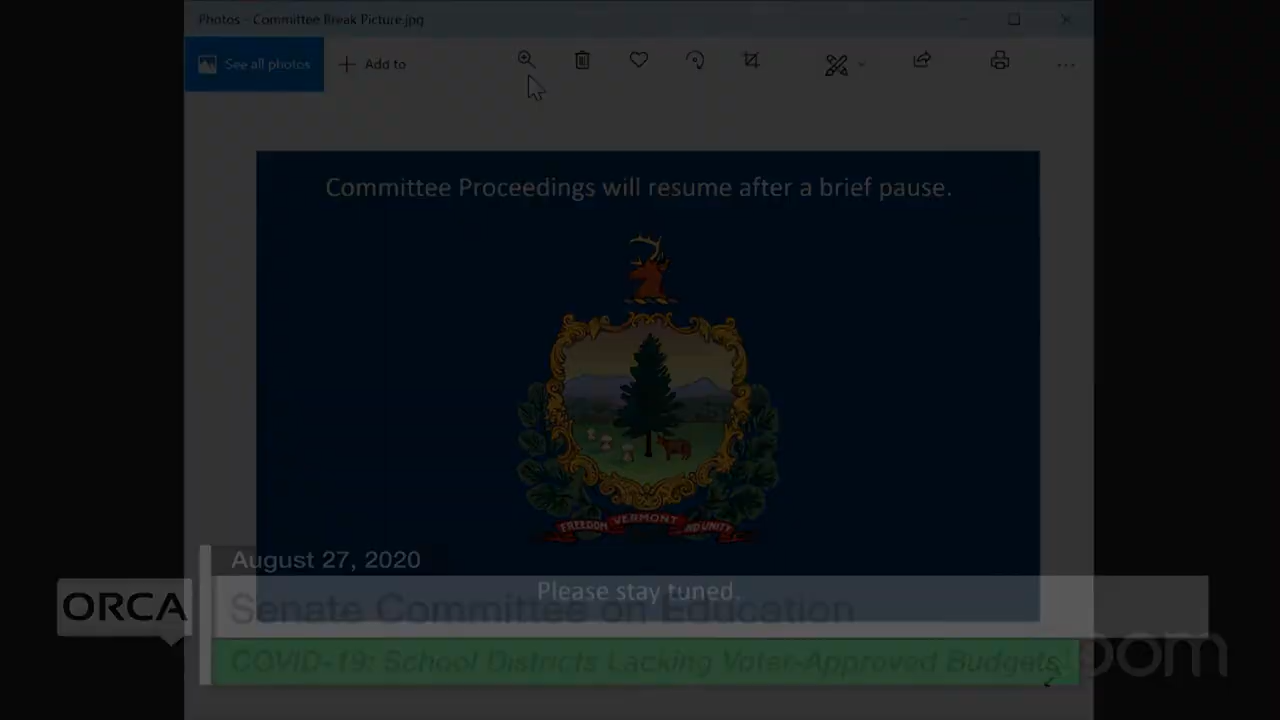 Photos - Committee Break Picture.jpg
See all photos
Add to
Committee Proceedings will resume after a brief pause.
FREEDOM VERMONT AND UNITY
August 27, 2020
Please stay tuned.
ORCA
Senate Committee on Education
COVID-19: School Districts Lacking Voter-Approved Budgets